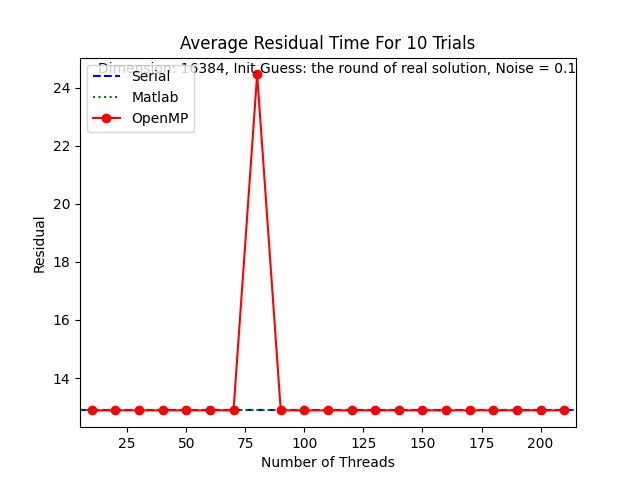 Average Residual Time For 10 Trials
Dimension: 16384, Init Guess: the round of real solution, Noise = 0.1
Serial
Matlab
OpenMP
24
22
20
18
16
14
Residual
25
50
75
100
125
150
175
200
Number of Threads